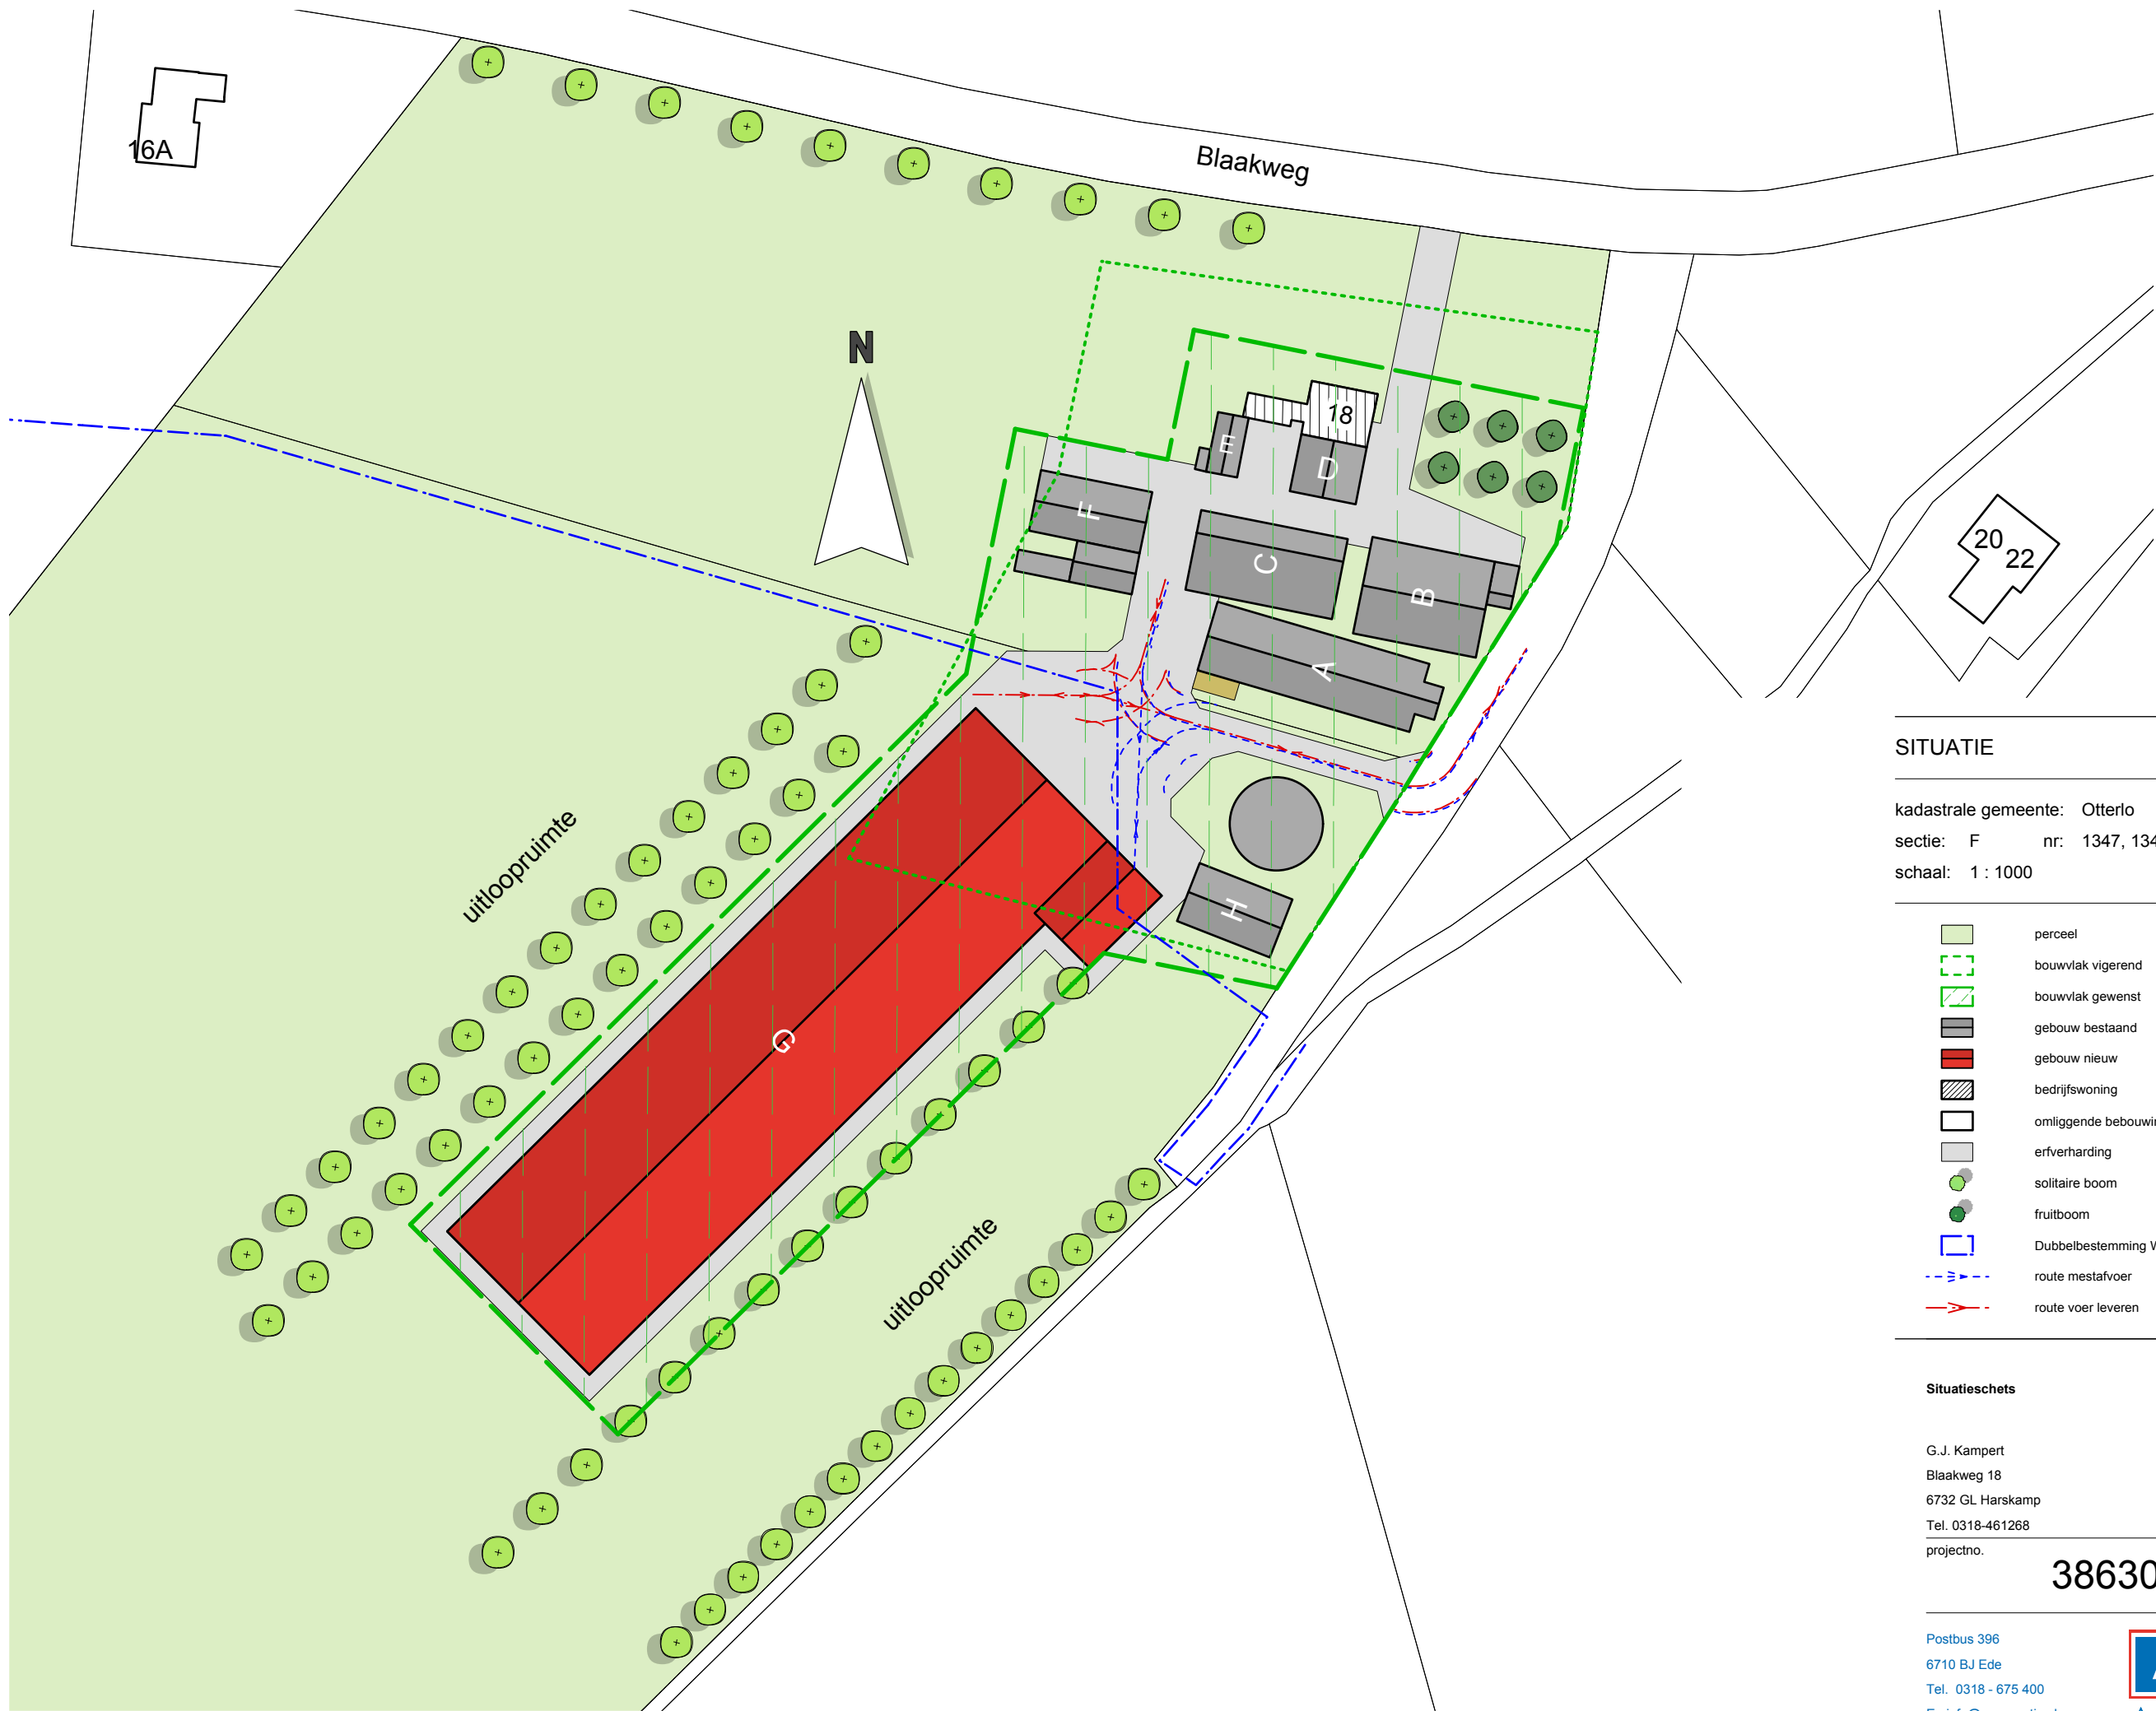 16A
Blaakweg
N
18
E
D
F
C
B
A
20
22
uitloopruimte
H
G
uitloopruimte
SITUATIE
kadastrale gemeente: Otterlo
sectie: F nr: 1347, 134
schaal: 1 : 1000
perceel
bouwvlak vigerend
bouwvlak gewenst
gebouw bestaand
gebouw nieuw
bedrijfswoning
omliggende
erfverharding
solitaire boom
fruitboom
Dubbelbestemming
route mestafvoer
route voer leveren
Situatieschets
G.J. Kampert
Blaakweg 18
6732 GL Harskamp
Tel. 0318-461268
projectno.
38630
Postbus 396
6710 BJ Ede
Tel. 0318 - 675 400